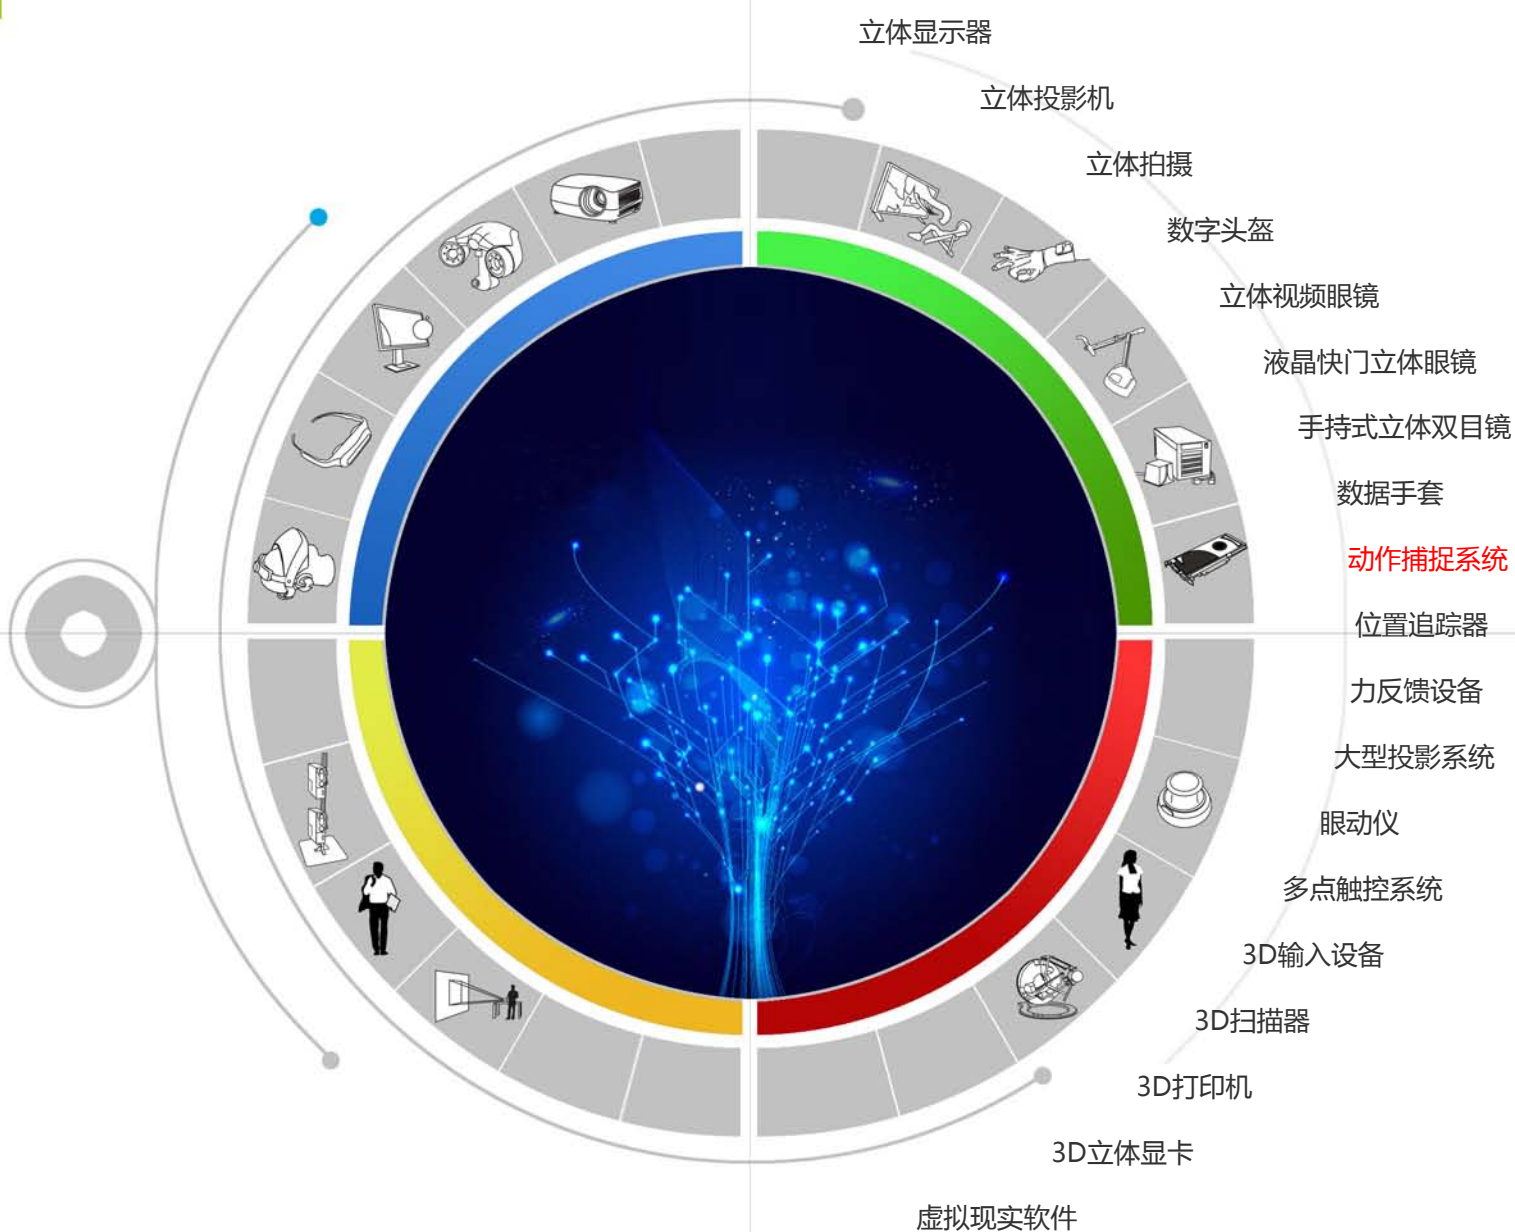 立体显示器
立体投影机
立体拍摄
数字头盔
立体视频眼镜
液晶快门立体眼镜
手持式立体双目镜
数据手套
动作捕捉系统
位置追踪器
力反馈设备
大型投影系统
眼动仪
多点触控系统
3D输入设备
3D扫描器
3D打印机
3D立体显卡
虚拟现实软件